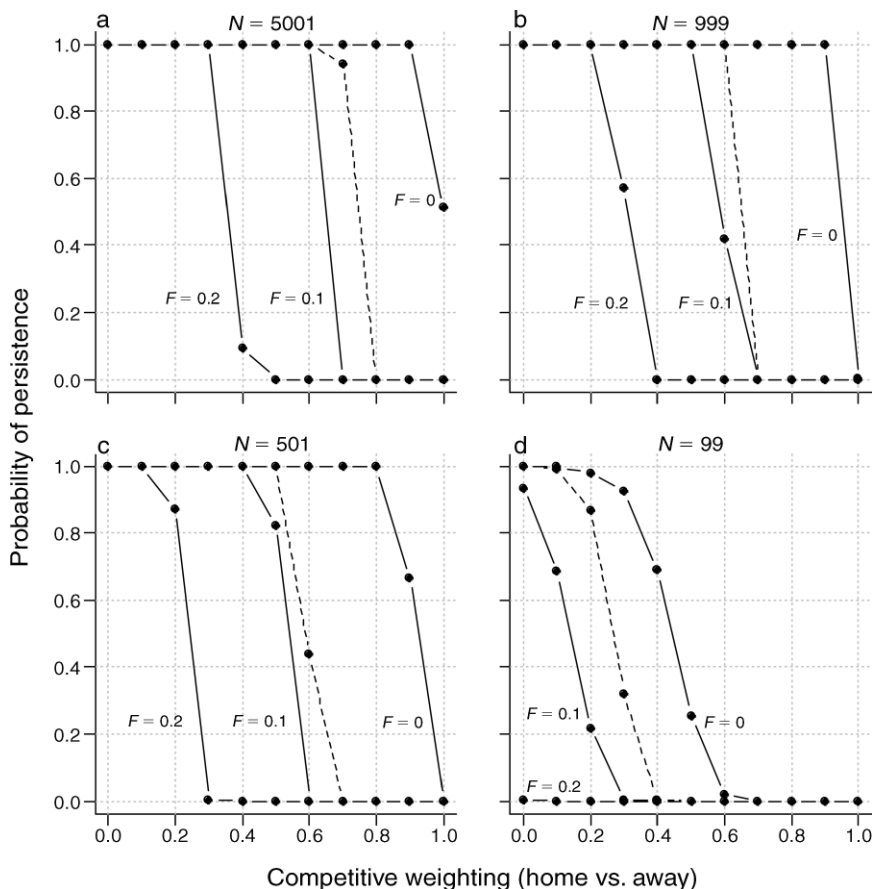 a
N = 5001
b
N = 999
1.0
0.8
0.6
0.4
0.2
0.0
F = 0
F = 0.2
F = 0.1
F = 0
F = 0.2
F = 0.1
Probability of persistence
c
N = 501
d
N = 99
1.0
0.8
0.6
0.4
0.2
0.0
F = 0.2
F = 0.1
F = 0
F = 0.1
F = 0
F = 0.2
0.0 0.2 0.4 0.6 0.8 1.0
0.0 0.2 0.4 0.6 0.8 1.0
Competitive weighting (home vs. away)